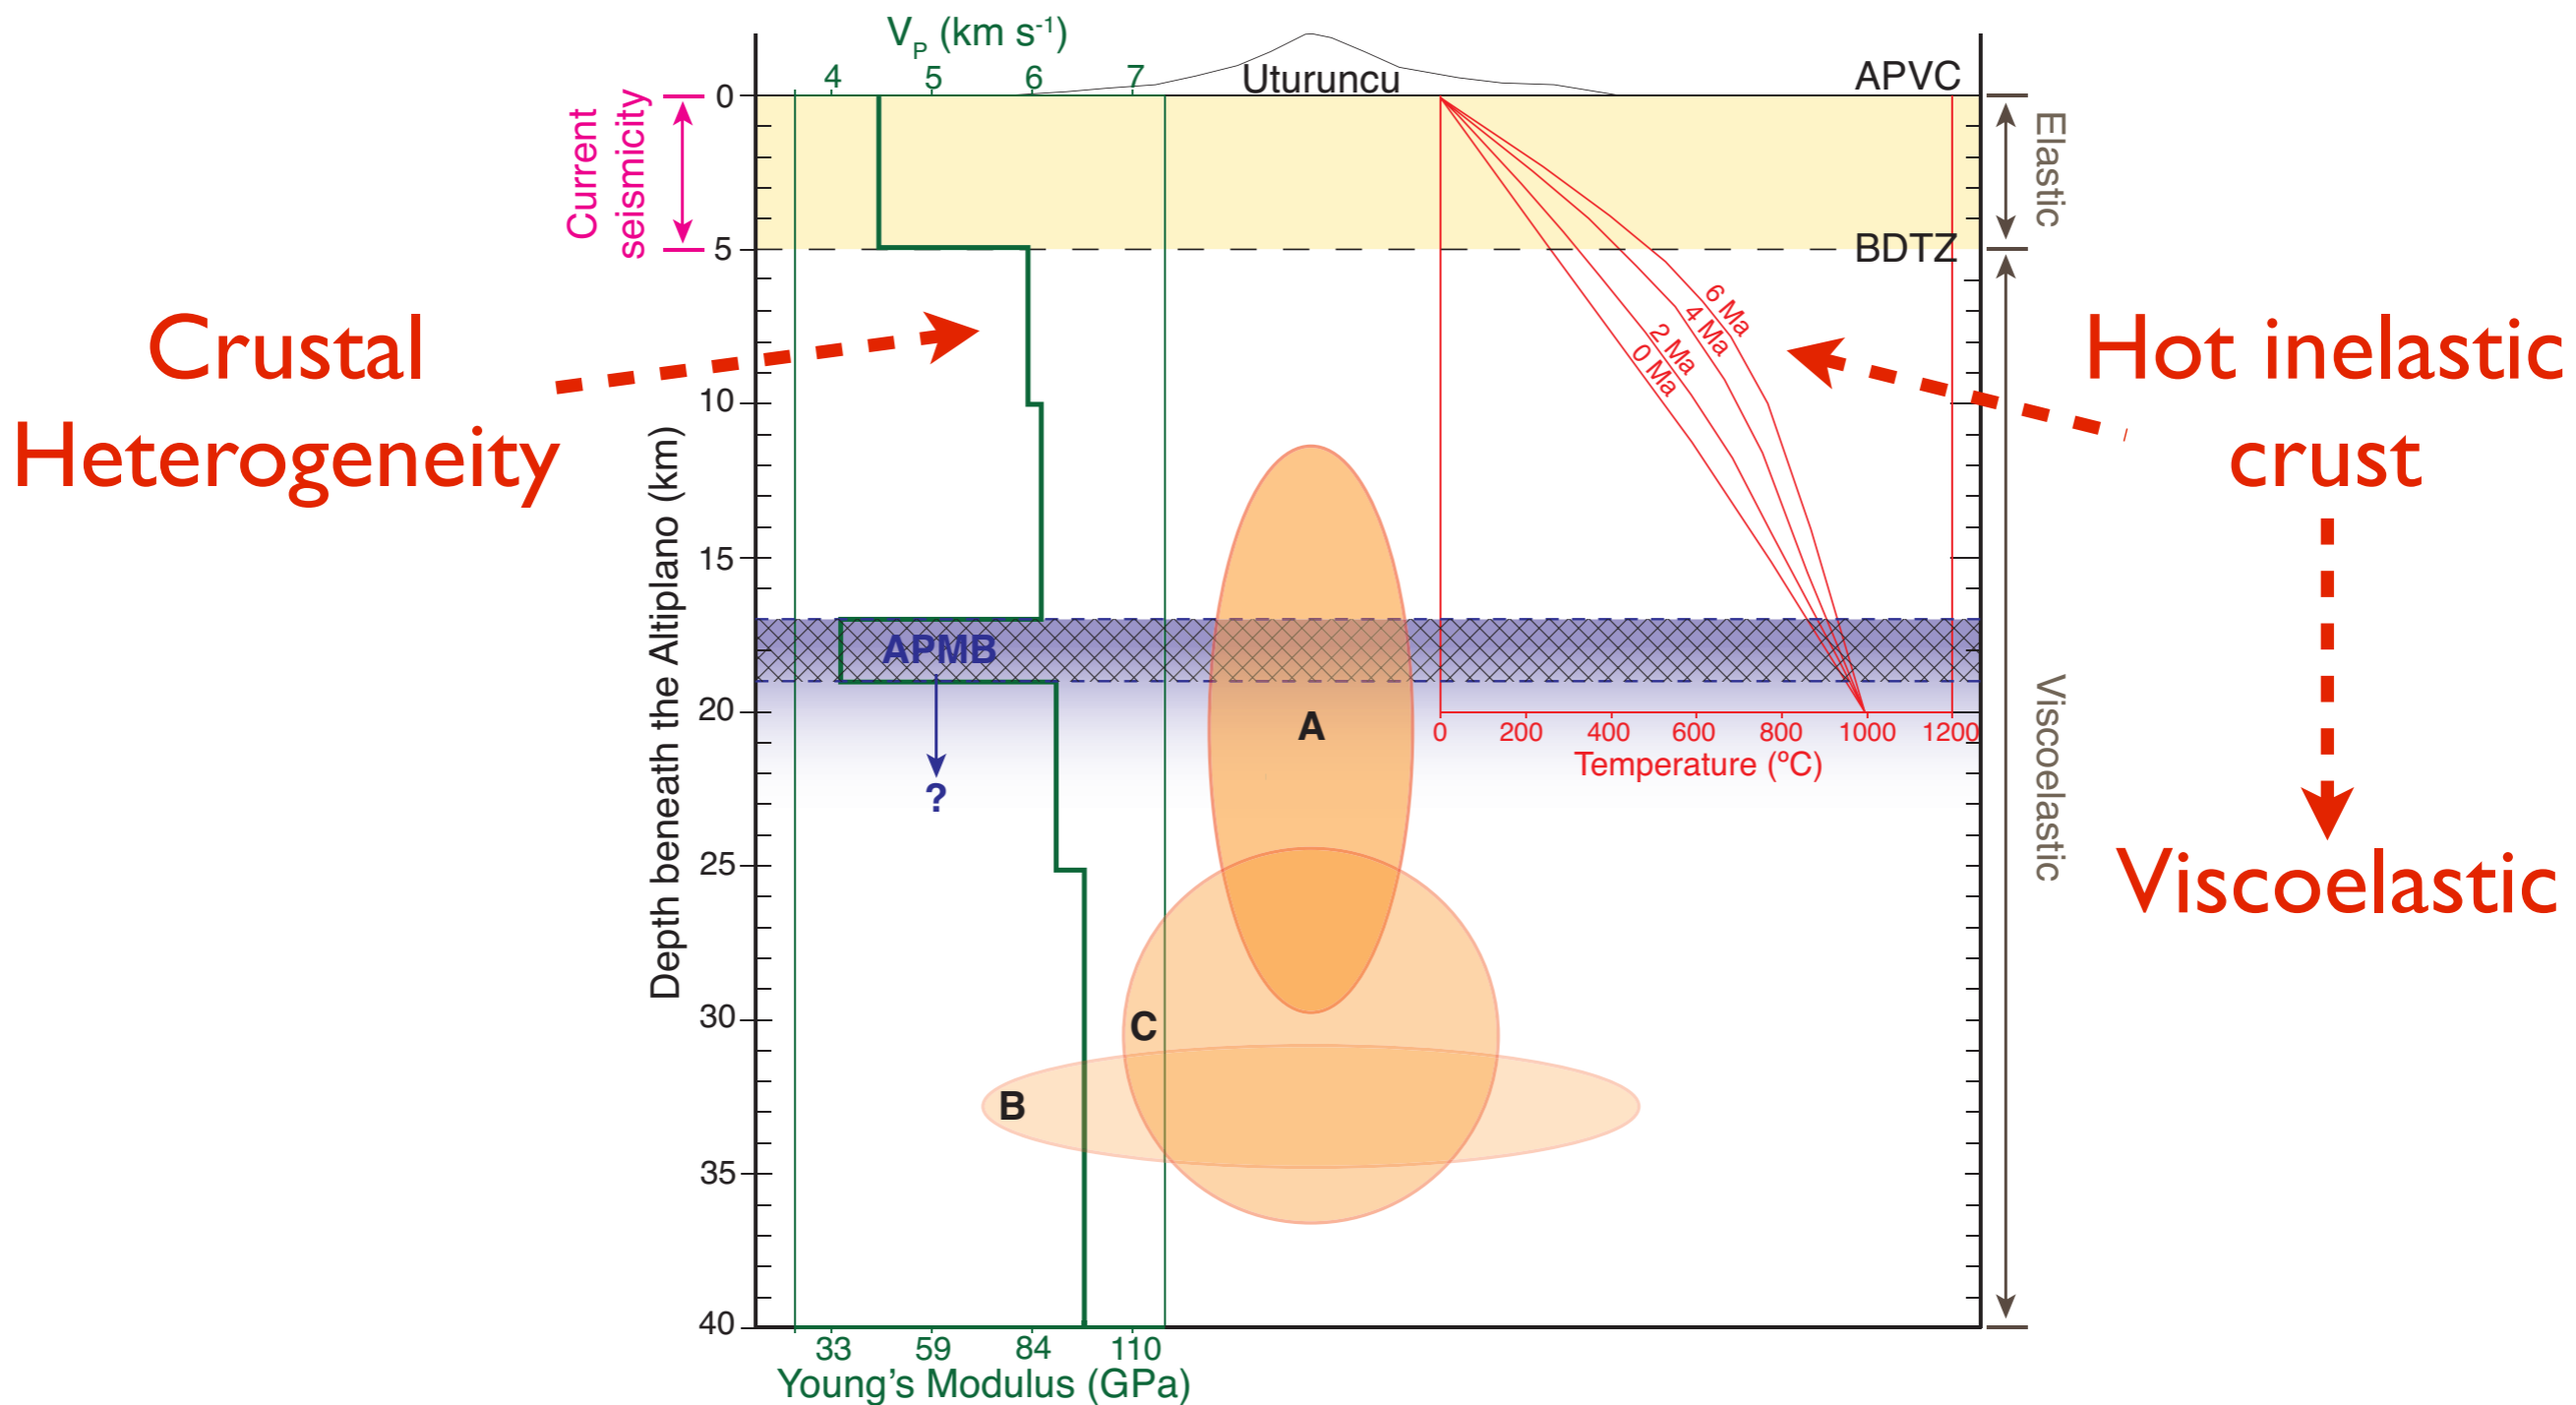 V_P (km s⁻¹)
4 5 6 7
Uturuncu
APVC
0
Current
seismicity
Elastic
5
BDTZ
Crustal
Heterogeneity
6 Ma
4 Ma
2 Ma
0 Ma
Hot inelastic
crust
10
Depth beneath the Altiplano (km)
15
APMB
20
A
0 200 400 600 800 1000 1200
Temperature (ºC)
?
Viscoelastic
Viscoelastic
25
30
C
B
35
40
33 59 84 110
Young's Modulus (GPa)